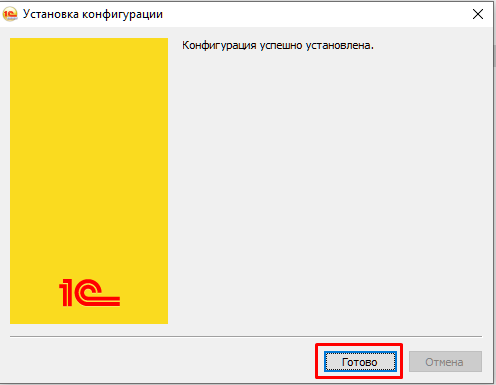 Установка конфигурации
Конфигурация успешно установлена.
1С
Готово
Отмена